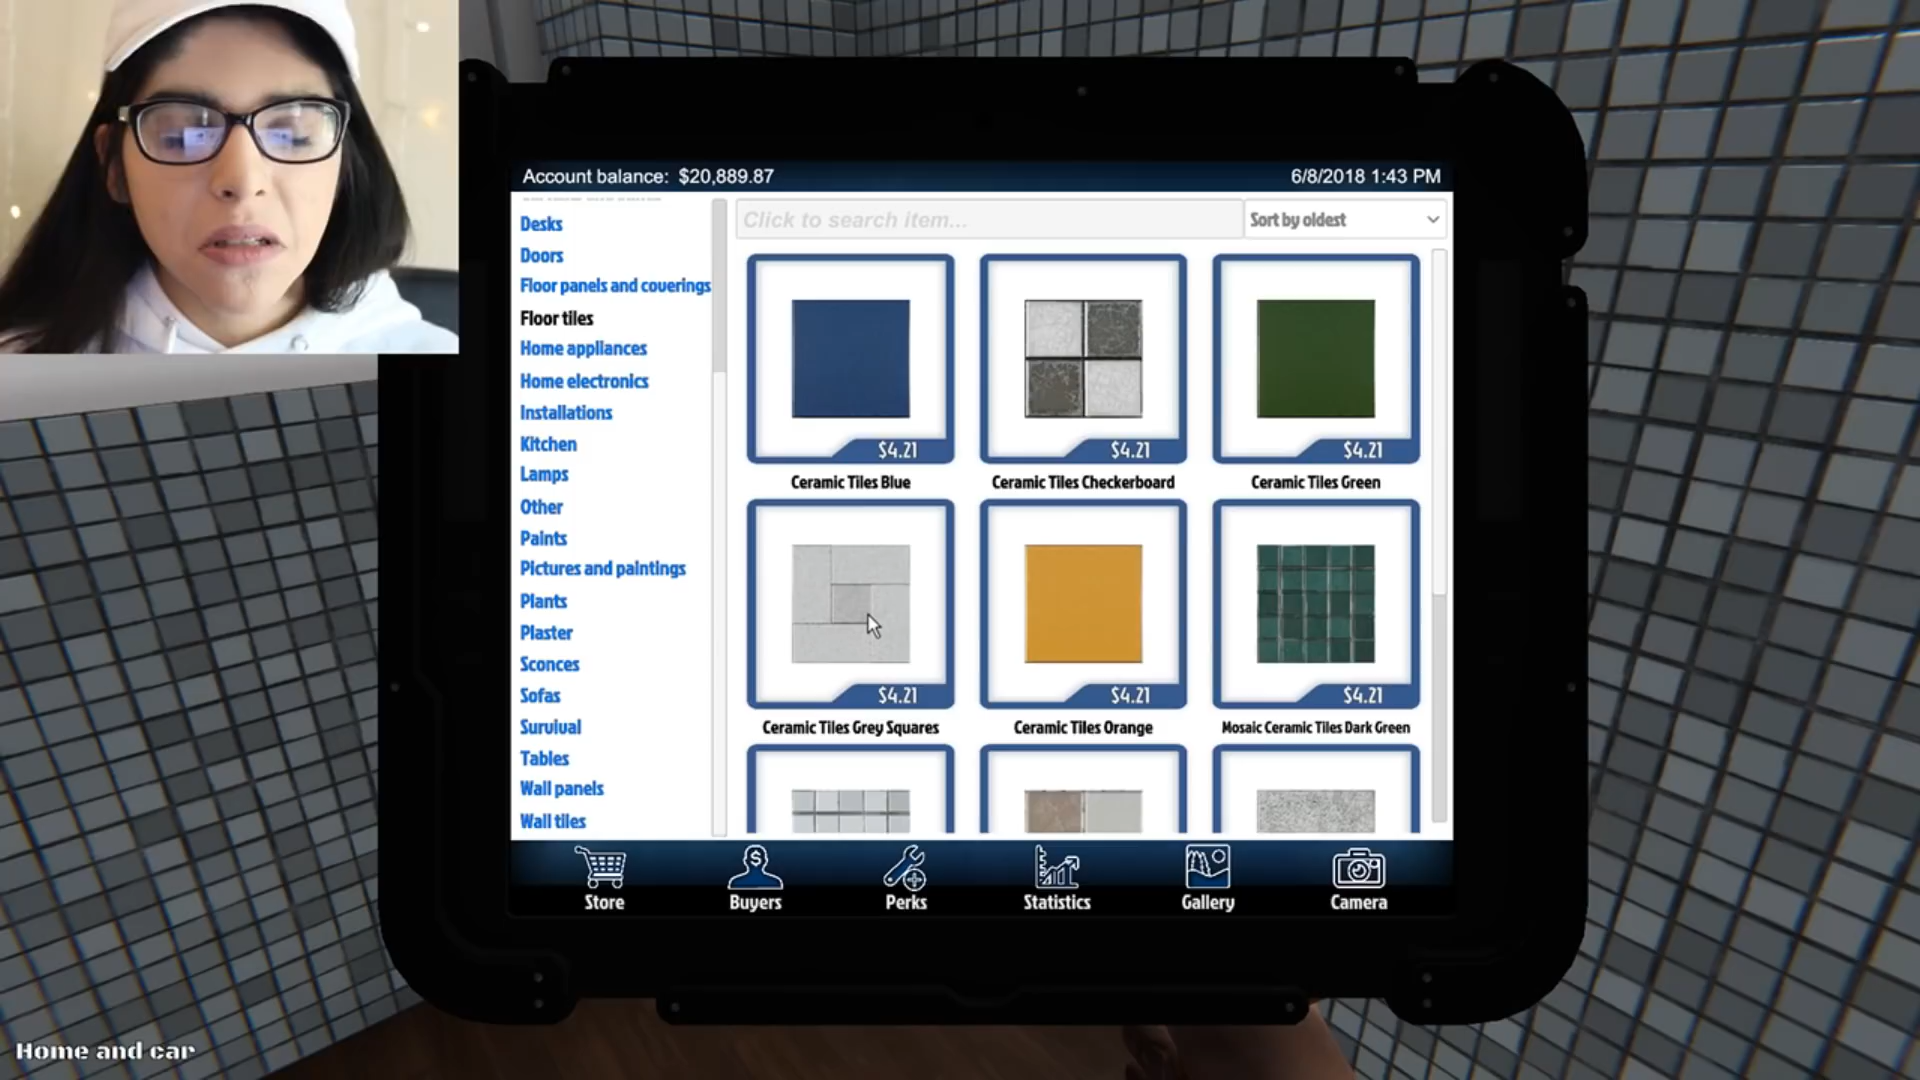 Account balance: $20,889.87
6/8/2018 1:43 PM
Click to search item...
Sort by oldest
Desks
Doors
Floor panels and coverings
Floor tiles
Home appliances
Home electronics
Installations
Kitchen
Lamps
Other
Paints
Pictures and paintings
Plants
Plaster
Sconces
Sofas
Survival
Tables
Wall panels
Wall tiles
$4.21
$4.21
$4.21
Ceramic Tiles Blue
Ceramic Tiles Checkerboard
Ceramic Tiles Green
$4.21
$4.21
$4.21
Ceramic Tiles Grey Squares
Ceramic Tiles Orange
Mosaic Ceramic Tiles Dark Green
Store
Buyers
Perks
Statistics
Gallery
Camera
Home and car